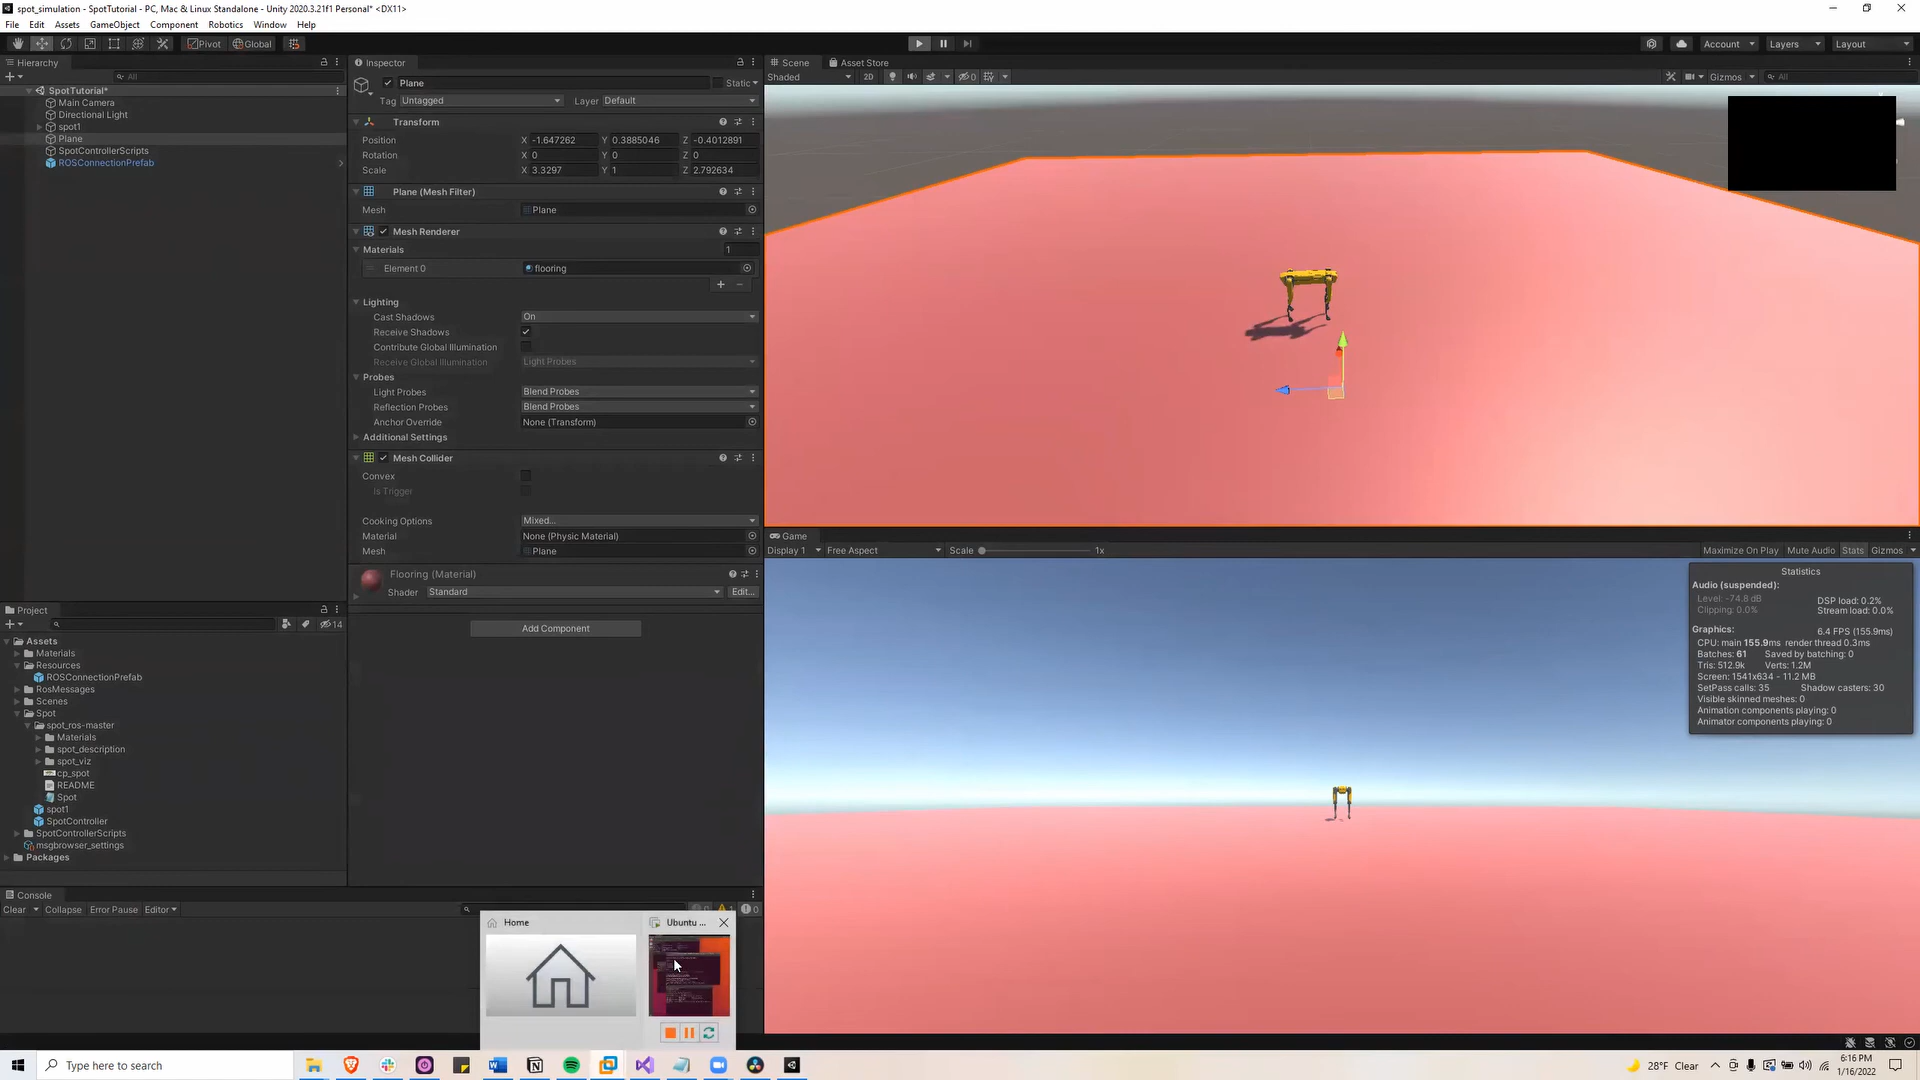 spot_simulation - SpotTutorial - PC, Mac & Linux Standalone - Unity 2020.3.21f1 Personal* <DX11>
File Edit Assets GameObject Component Robotics Window Help
Pivot Global Account Layers Layout
Hierarchy
All
SpotTutorial*
Main Camera
Directional Light
spot1
Plane
SpotControllerScripts
ROSConnectionPrefab
Inspector
Plane Static
Tag Untagged Layer Default
Transform
Position X -1.647262 Y 0.3885046 Z -0.4012891
Rotation X 0 Y 0 Z 0
Scale X 3.3297 Y 1 Z 2.792634
Plane (Mesh Filter)
Mesh Plane
Mesh Renderer
Materials 1
Element 0 flooring
Lighting
Cast Shadows On
Receive Shadows
Contribute Global Illumination
Receive Global Illumination Light Probes
Probes
Light Probes Blend Probes
Reflection Probes Blend Probes
Anchor Override None (Transform)
Additional Settings
Mesh Collider
Convex
Is Trigger
Cooking Options Mixed...
Material None (Physic Material)
Mesh Plane
Flooring (Material)
Shader Standard Edit...
Add Component
Scene Asset Store
Shaded 2D 0 Gizmos All
Game
Display 1 Free Aspect Scale 1x Maximize On Play Mute Audio Stats Gizmos
Statistics
Audio (suspended):
Level: -74.8 dB DSP load: 0.2%
Clipping: 0.0% Stream load: 0.0%
Graphics: 6.4 FPS (155.9ms)
CPU: main 155.9ms render thread 0.3ms
Batches: 61 Saved by batching: 0
Tris: 512.9k Verts: 1.2M
Screen: 1541x634 - 11.2 MB
SetPass calls: 35 Shadow casters: 30
Visible skinned meshes: 0
Animation components playing: 0
Animator components playing: 0
Project
14
Assets
Materials
Resources
ROSConnectionPrefab
RosMessages
Scenes
Spot
spot_ros-master
Materials
spot_description
spot_viz
cp_spot
README
Spot
spot1
SpotController
SpotControllerScripts
msgbrowser_settings
Packages
Console
Clear Collapse Error Pause Editor
Home Ubuntu ...
Type here to search
28°F Clear
6:16 PM
1/16/2022